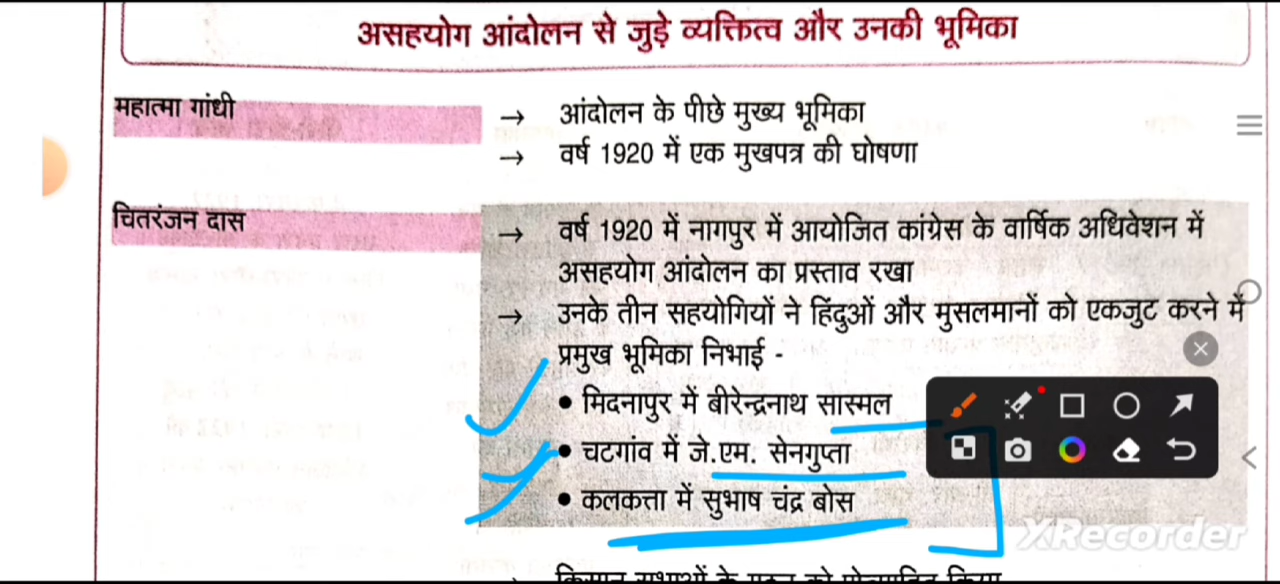 असहयोग आंदोलन से जुड़े व्यक्तित्व और उनकी भूमिका
महात्मा गांधी
→ आंदोलन के पीछे मुख्य भूमिका
→ वर्ष 1920 में एक मुखपत्र की घोषणा
चितरंजन दास
→ वर्ष 1920 में नागपुर में आयोजित कांग्रेस के वार्षिक अधिवेशन में
असहयोग आंदोलन का प्रस्ताव रखा
→ उनके तीन सहयोगियों ने हिंदुओं और मुसलमानों को एकजुट करने में
प्रमुख भूमिका निभाई -
• मिदनापुर में बीरेन्द्रनाथ सास्मल
• चटगांव में जे.एम. सेनगुप्ता
• कलकत्ता में सुभाष चंद्र बोस
XRecorder
किसान सभाओं के गठन को प्रोत्साहित किया